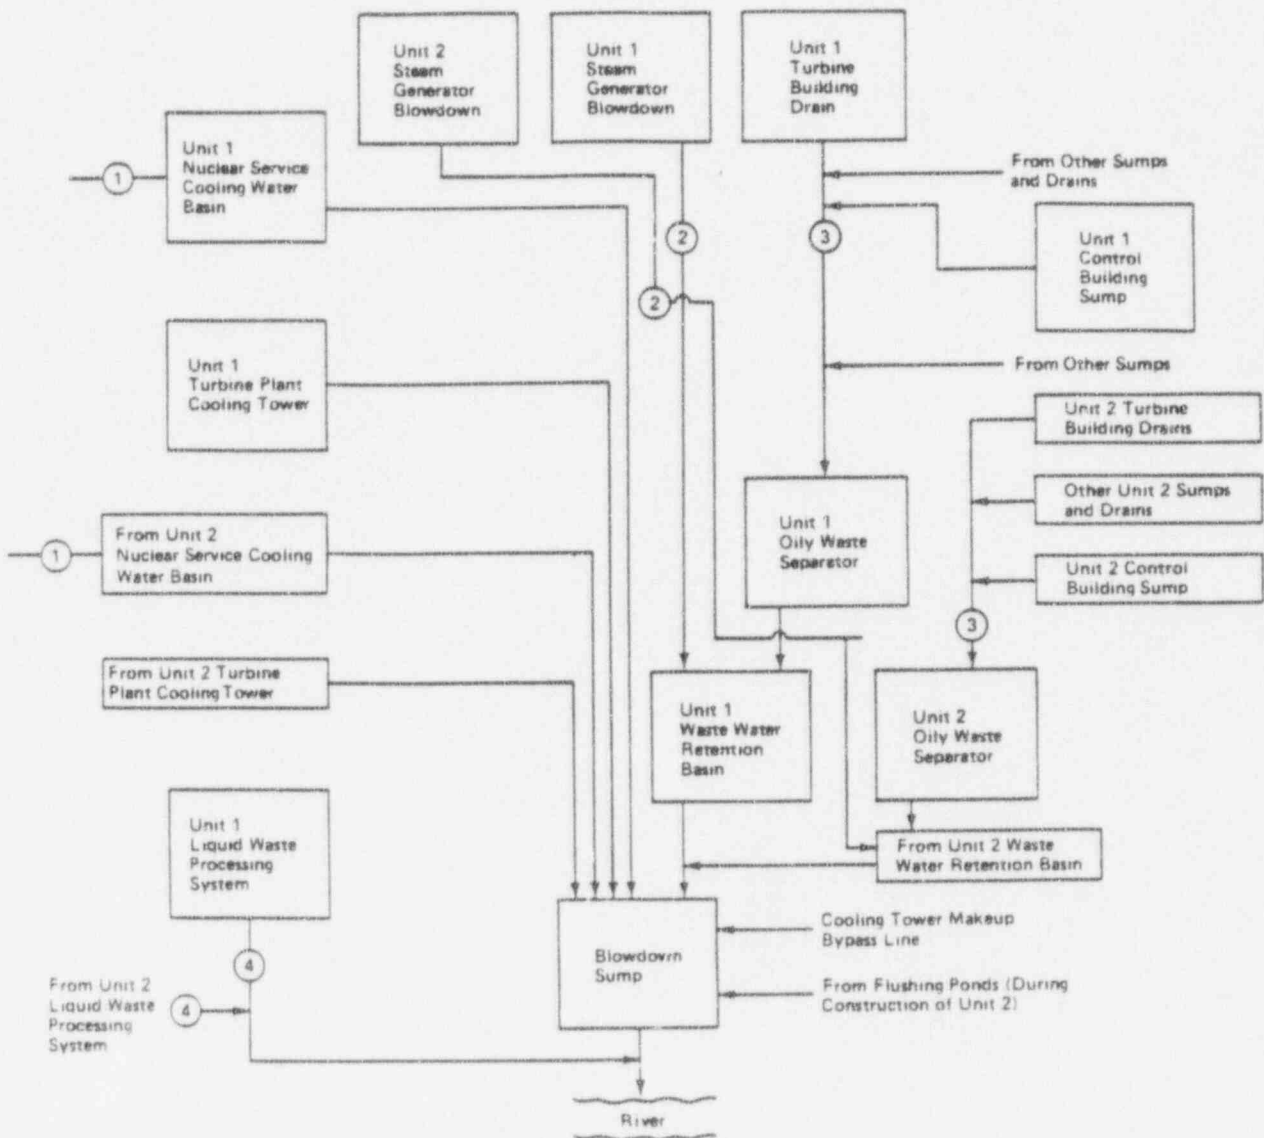 Unit 2
Steam
Generator
Blowdown
Unit 1
Steam
Generator
Blowdown
Unit 1
Turbine
Building
Drain
Unit 1
Nuclear Service
Cooling Water
Basin
1
From Other Sumps
and Drains
2
3
Unit 1
Control
Building
Sump
2
Unit 1
Turbine Plant
Cooling Tower
From Other Sumps
Unit 2 Turbine
Building Drains
Other Unit 2 Sumps
and Drains
Unit 1
Oily Waste
Separator
1
From Unit 2
Nuclear Service Cooling
Water Basin
Unit 2 Control
Building Sump
3
From Unit 2 Turbine
Plant Cooling Tower
Unit 1
Waste Water
Retention
Basin
Unit 2
Oily Waste
Separator
Unit 1
Liquid Waste
Processing
System
From Unit 2 Waste
Water Retention Basin
Cooling Tower Makeup
Bypass Line
Blowdown
Sump
4
From Unit 2
Liquid Waste
Processing
System
4
From Flushing Ponds (During
Construction of Unit 2)
River